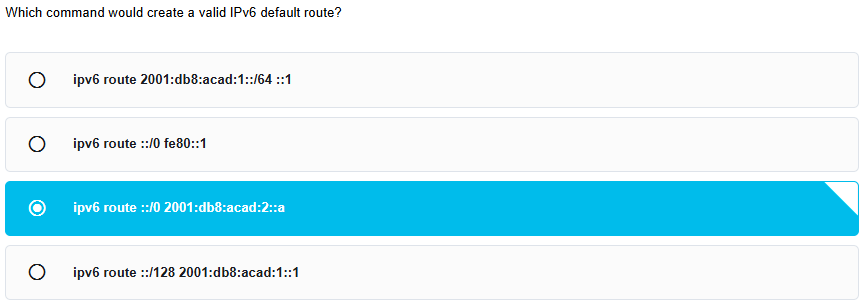 Which command would create a valid IPv6 default route?
ipv6 route 2001:db8:acad:1::/64 ::1
ipv6 route ::/0 fe80::1
ipv6 route ::/0 2001:db8:acad:2::a
ipv6 route ::/128 2001:db8:acad:1::1